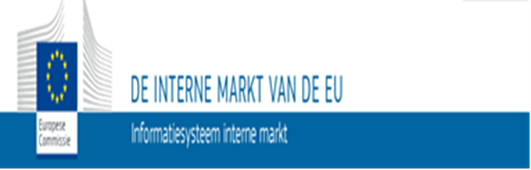 DE INTERNE MARKT VAN DE EU
Informatiesysteem interne markt
Europese
Commissie